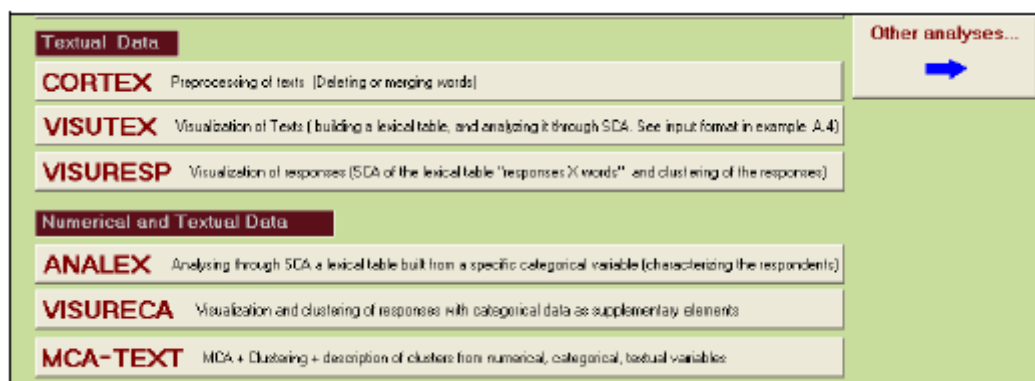 Textual Data
Other analyses...
CORTEX Preprocessing of texts (Deleting or merging words)
VISUTEX Visualization of Texts ( building a lexical table, and analyzing it through SCA. See input format in example A.4)
VISURESP Visualization of responses (SCA of the lexical table "responses X words" and clustering of the responses)
Numerical and Textual Data
ANALEX Analysing through SCA a lexical table built from a specific categorical variable (characterizing the respondents)
VISURECA Visualization and clustering of responses with categorical data as supplementary elements
MCA-TEXT MCA + Clustering + description of clusters from numerical, categorical, textual variables